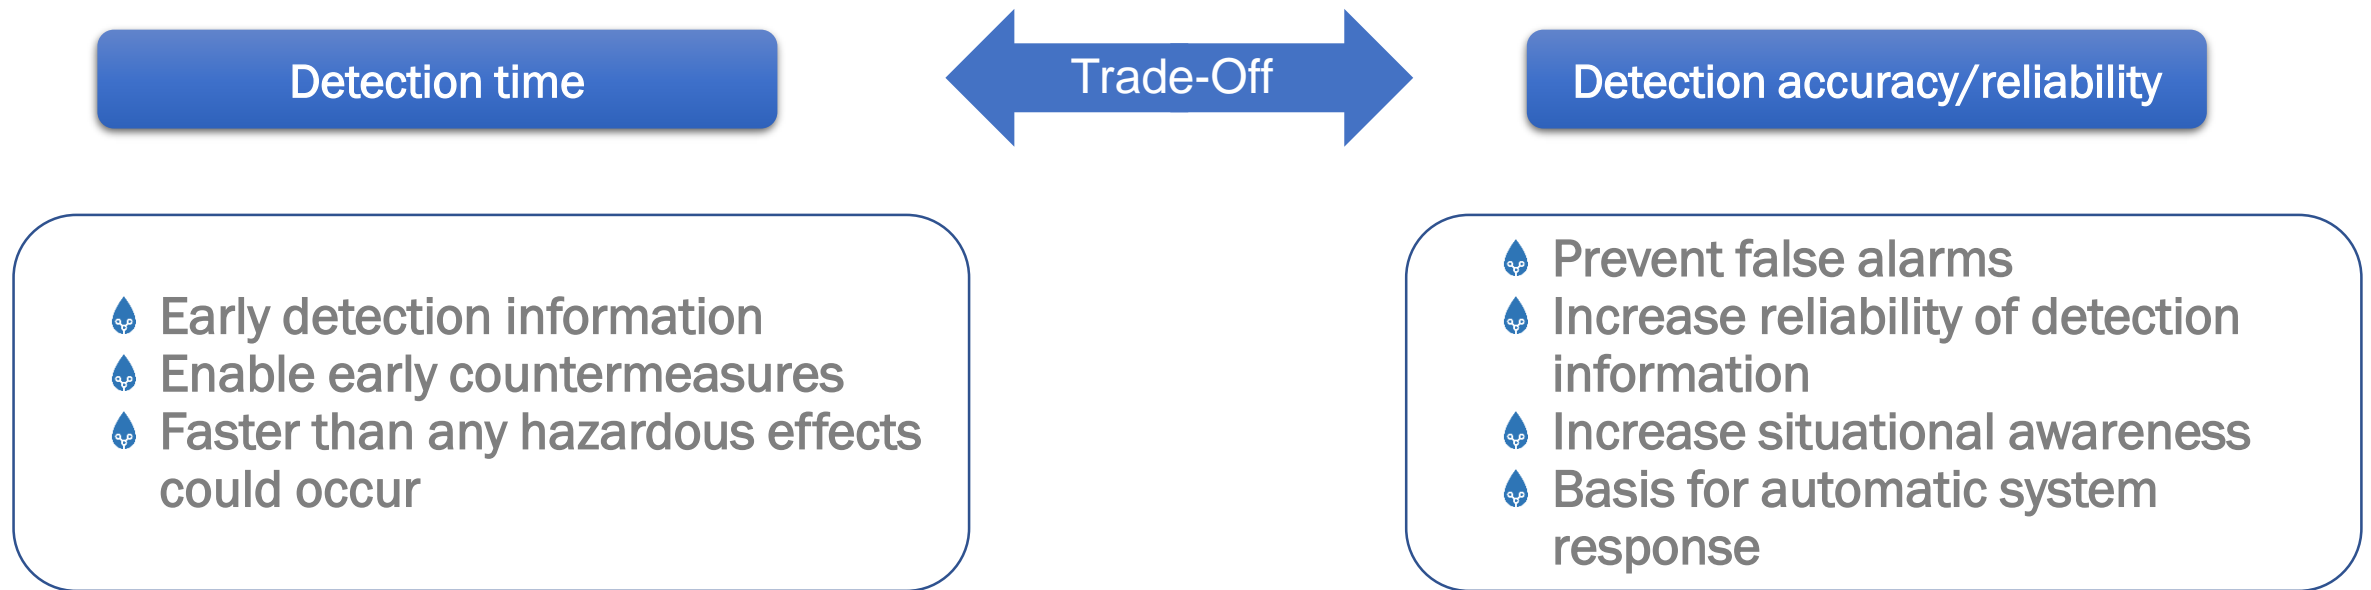 Detection time
Trade-Off
Detection accuracy/reliability
Early detection information
Enable early countermeasures
Faster than any hazardous effects
could occur
Prevent false alarms
Increase reliability of detection
information
Increase situational awareness
Basis for automatic system
response